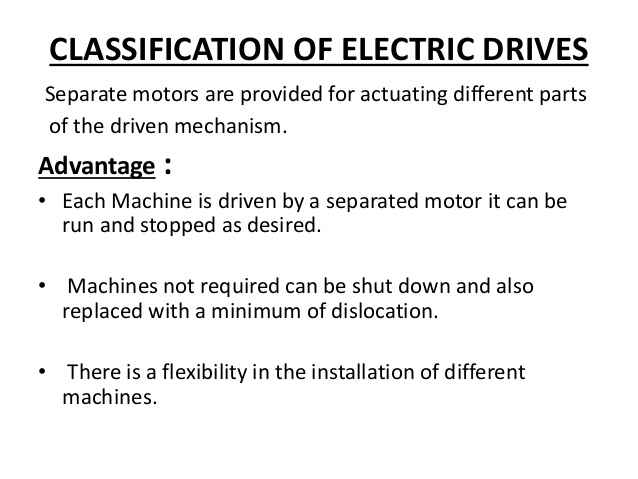 CLASSIFICATION OF ELECTRIC DRIVES
Separate motors are provided for actuating different parts
of the driven mechanism.
Advantage :
• Each Machine is driven by a separated motor it can be
run and stopped as desired.
• Machines not required can be shut down and also
replaced with a minimum of dislocation.
• There is a flexibility in the installation of different
machines.